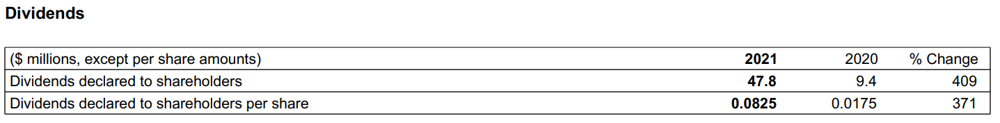 Dividends
($ millions, except per share amounts) 2021 2020 % Change
Dividends declared to shareholders 47.8 9.4 409
Dividends declared to shareholders per share 0.0825 0.0175 371